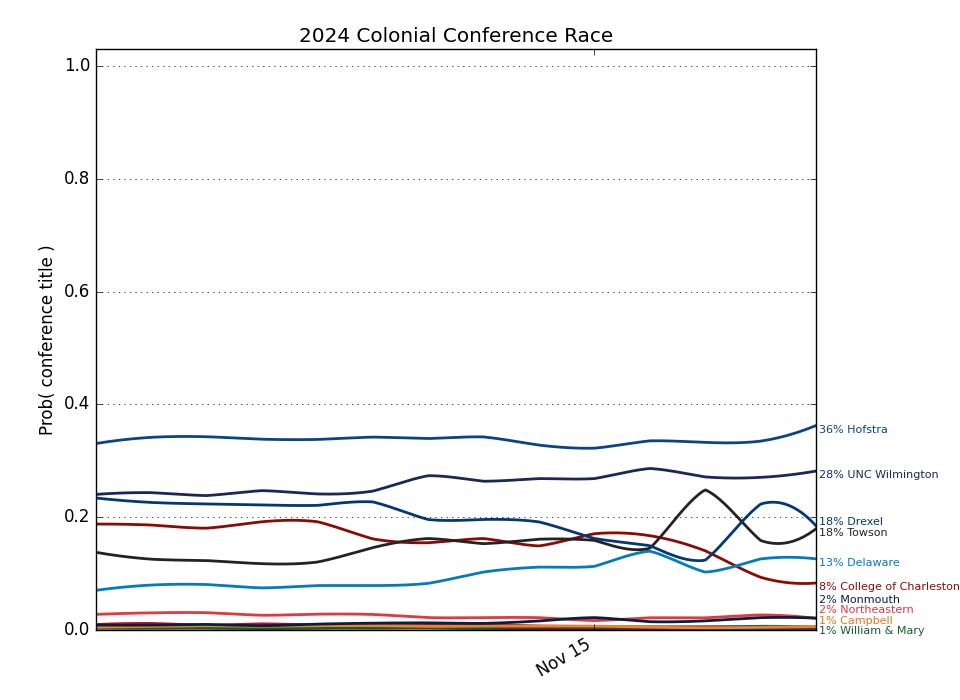 2024 Colonial Conference Race
1.0
0.8
0.6
0.4
0.2
0.0
Prob( conference title )
Nov 15
36% Hofstra
28% UNC Wilmington
18% Drexel
18% Towson
13% Delaware
8% College of Charleston
2% Monmouth
2% Northeastern
1% Campbell
1% William & Mary